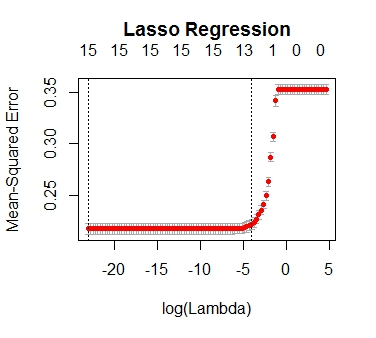 Lasso Regression
15 15 15 15 15 13 1 0 0
Mean-Squared Error
0.35
0.30
0.25
-20 -15 -10 -5 0 5
log(Lambda)